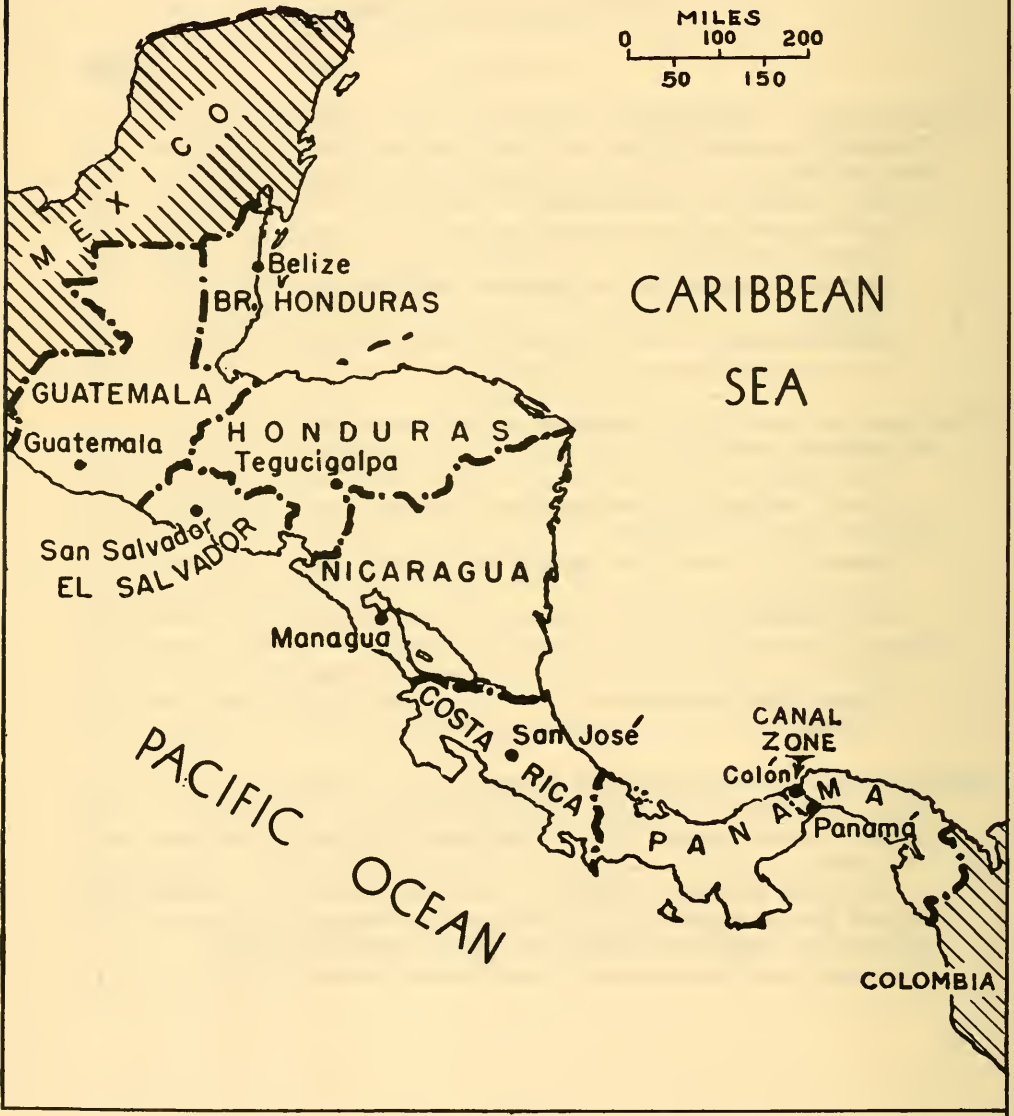 MILES
0 100 200
50 150
MEXICO
Belize
BR. HONDURAS
CARIBBEAN
SEA
GUATEMALA
Guatemala
HONDURAS
Tegucigalpa
San Salvador
EL SALVADOR
NICARAGUA
Managua
COSTA
RICA
San José
CANAL
ZONE
Colón
PANAMA
Panamá
PACIFIC
OCEAN
COLOMBIA